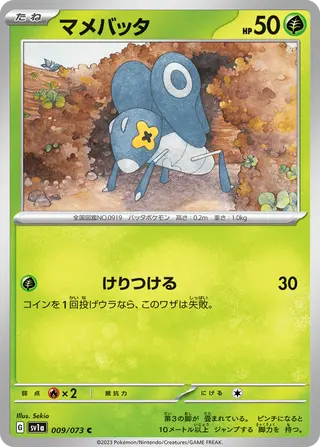 たね
マメバッタ
HP50
全国図鑑NO.0919 バッタポケモン 高さ:0.2m 重さ:1.0kg
けりつける 30
コインを1回投げウラなら、このワザは失敗。
弱点 ×2 抵抗力 にげる
Illus. Sekio
G sv1a 009/073 C
第3の脚が 畳まれている。 ピンチになると
10メートル以上 ジャンプする 脚力を 持つ。
©2023 Pokémon/Nintendo/Creatures/GAME FREAK.